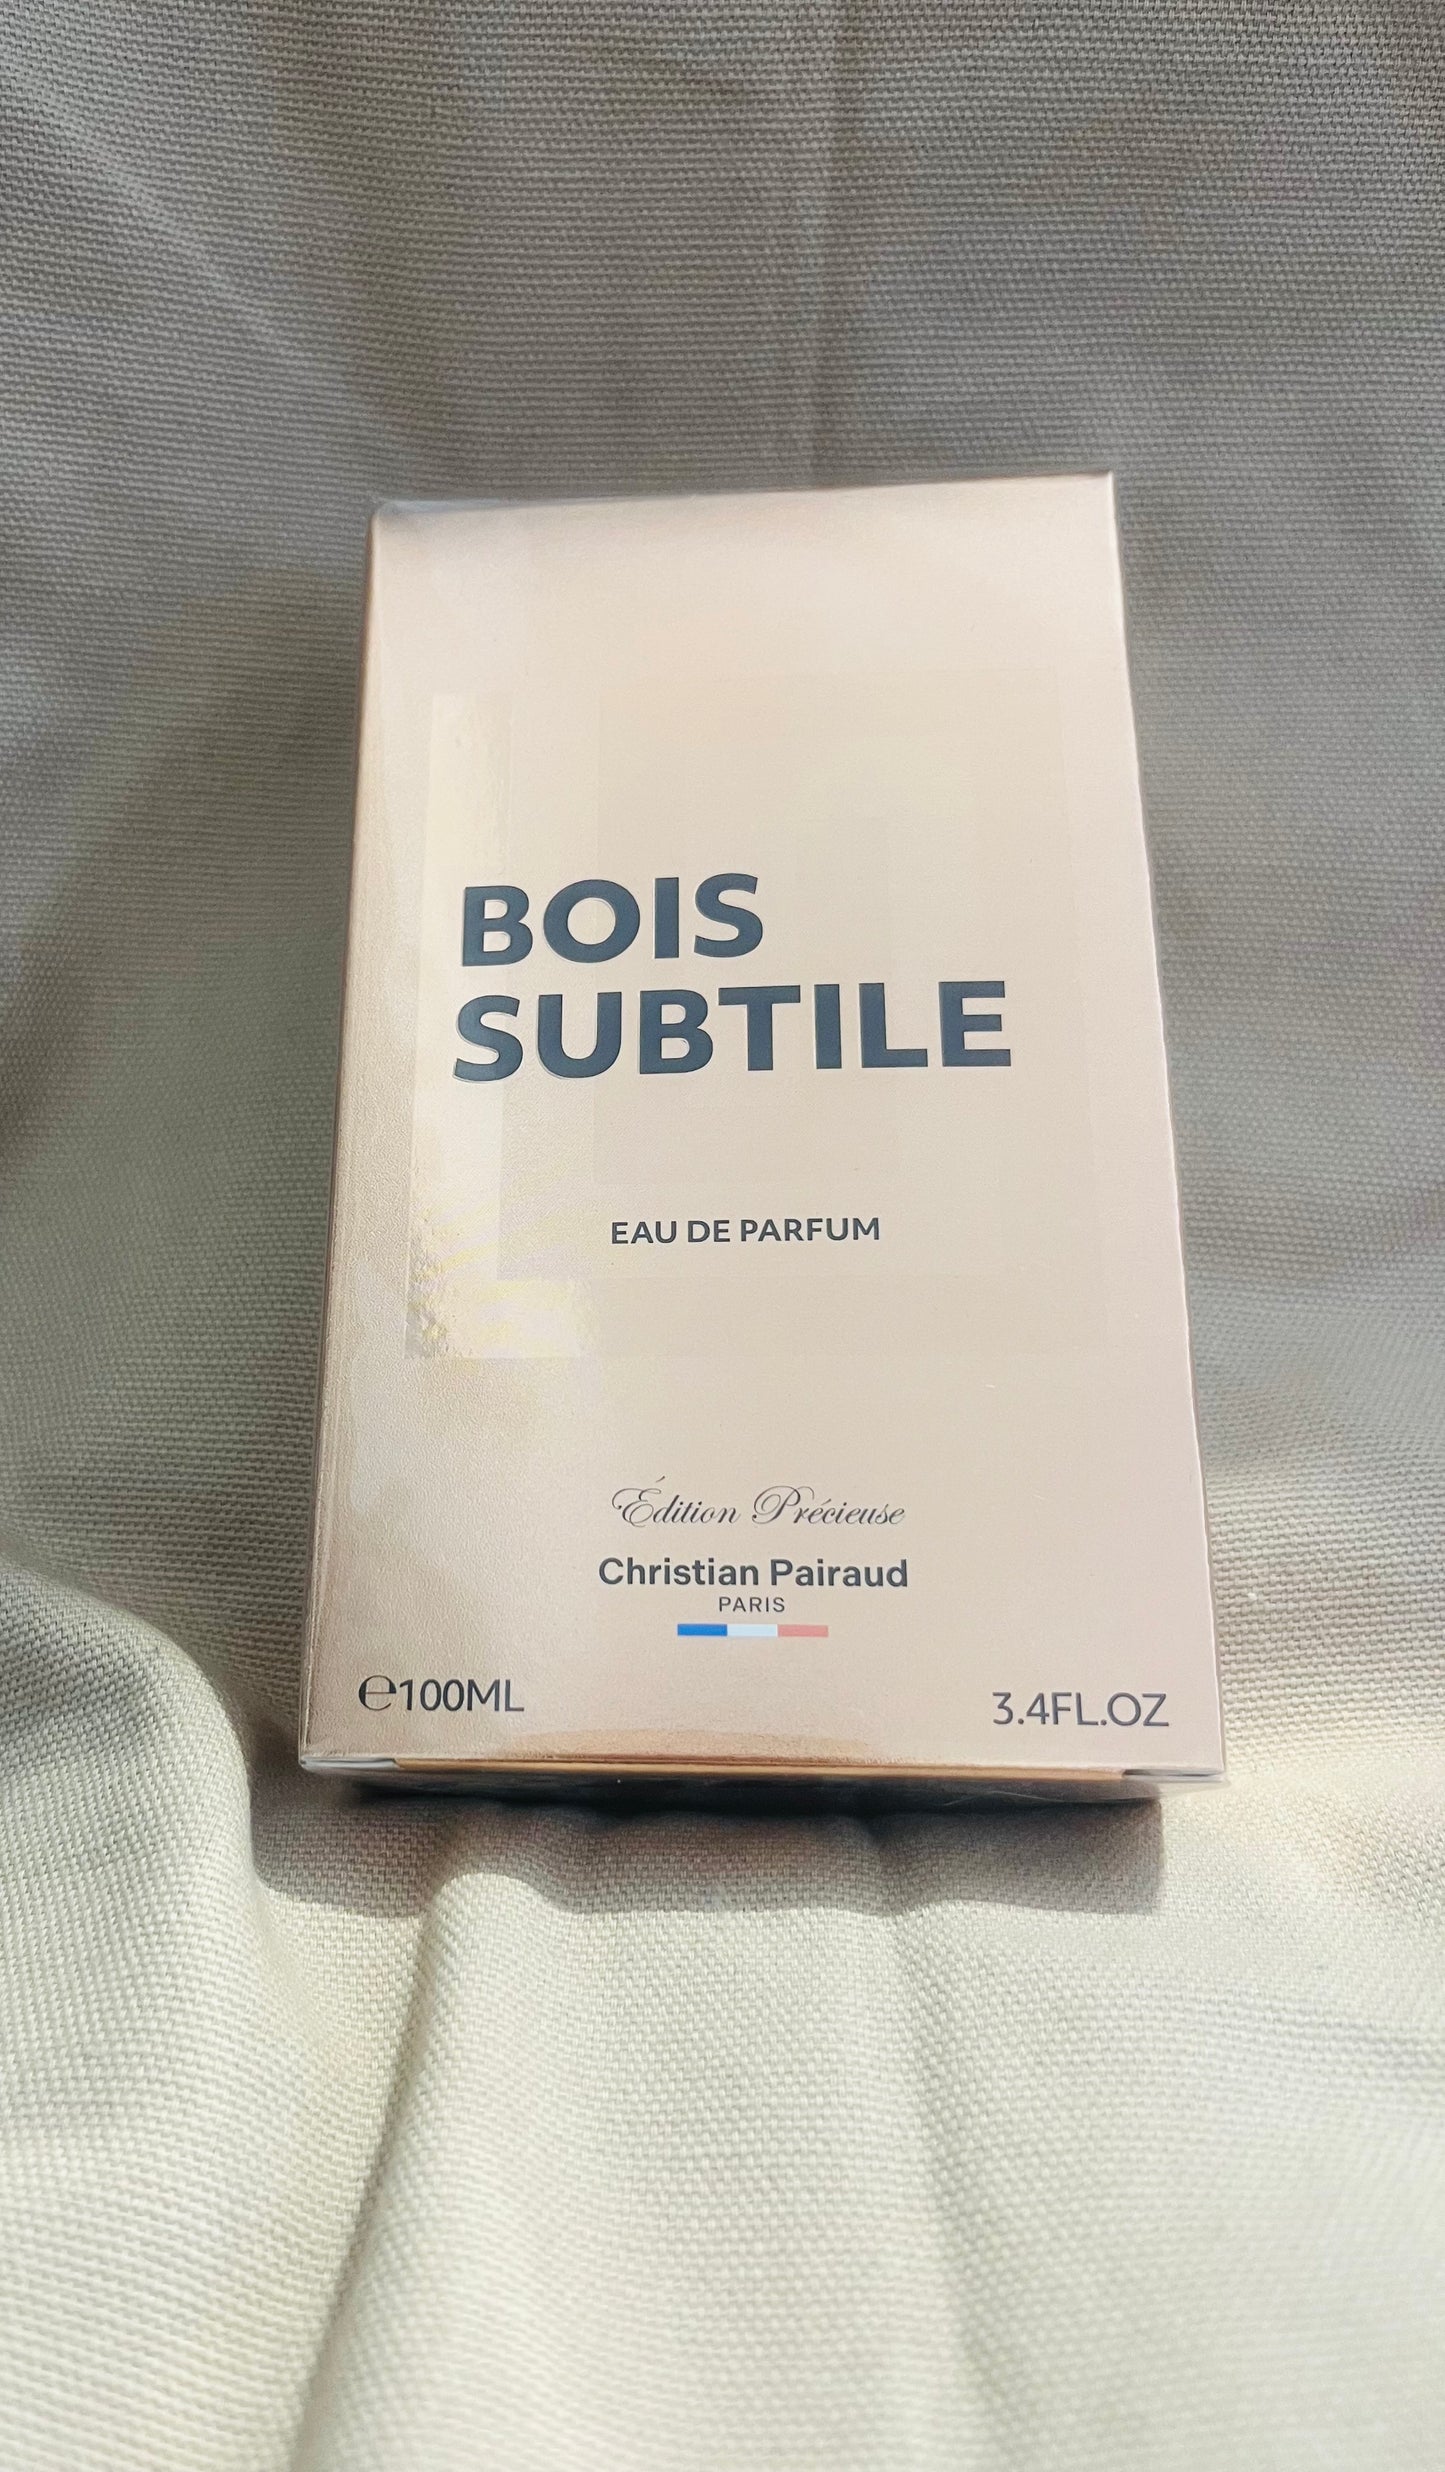 BOIS
SUBTILE
EAU DE PARFUM
Édition Précieuse
Christian Pairaud
PARIS
℮100ML
3.4FL.OZ